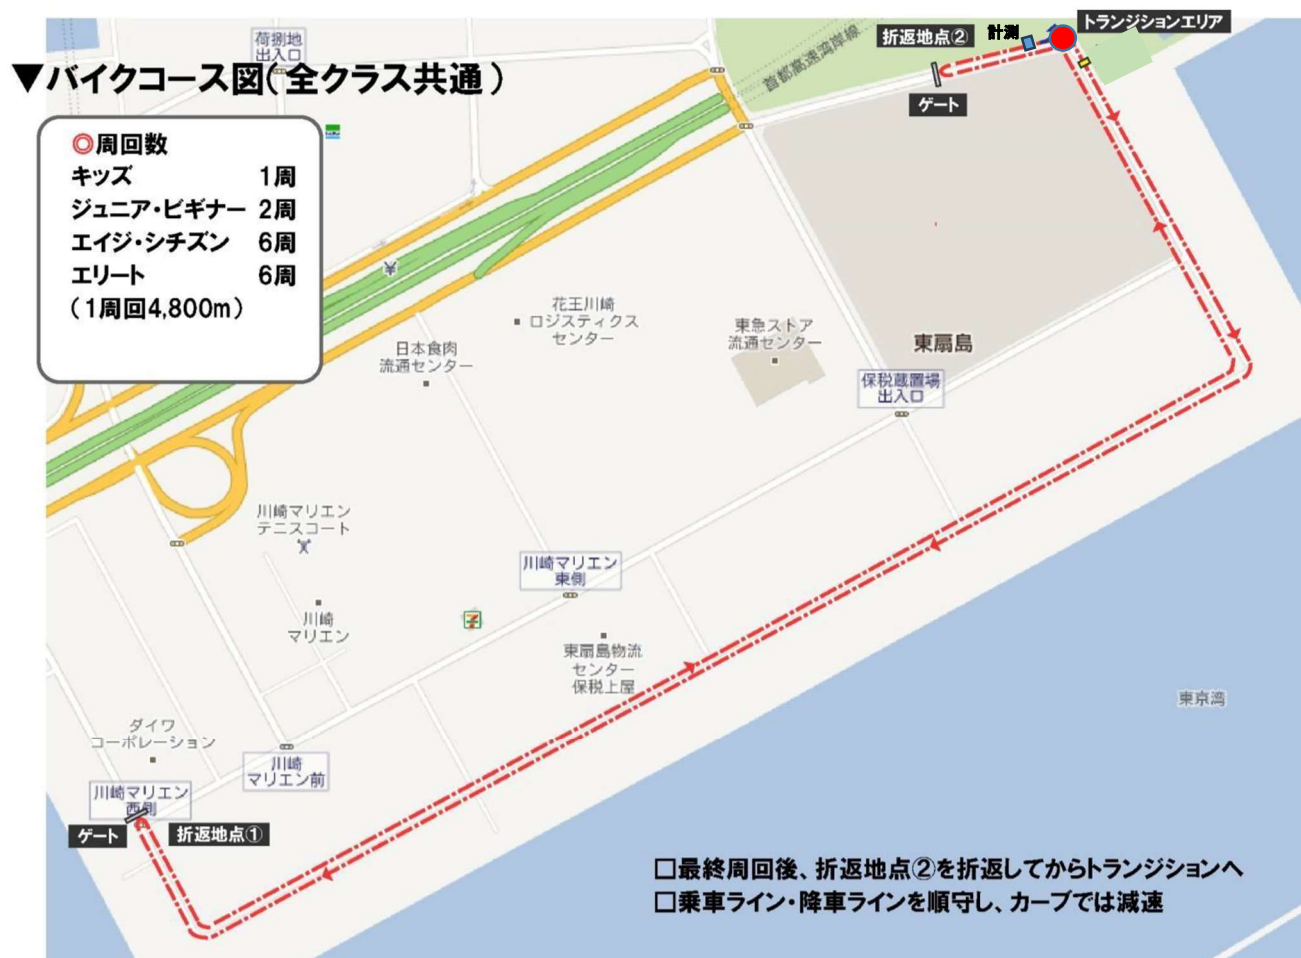 荷捌地
出入口
▼バイクコース図(全クラス共通)
◎周回数
キッズ 1周
ジュニア・ビギナー 2周
エイジ・シチズン 6周
エリート 6周
(1周回4,800m)
トランジションエリア
計測
折返地点②
ゲート
首都高速湾岸線
花王川崎
ロジスティクス
センター
日本食肉
流通センター
東急ストア
流通センター
東扇島
保税蔵置場
出入口
川崎マリエン
テニスコート
川崎マリエン
東側
川崎
マリエン
東扇島物流
センター
保税上屋
東京湾
ダイワ
コーポレーション
川崎
マリエン前
川崎マリエン
西側
ゲート
折返地点①
□最終周回後、折返地点②を折返してからトランジションへ
□乗車ライン・降車ラインを順守し、カーブでは減速